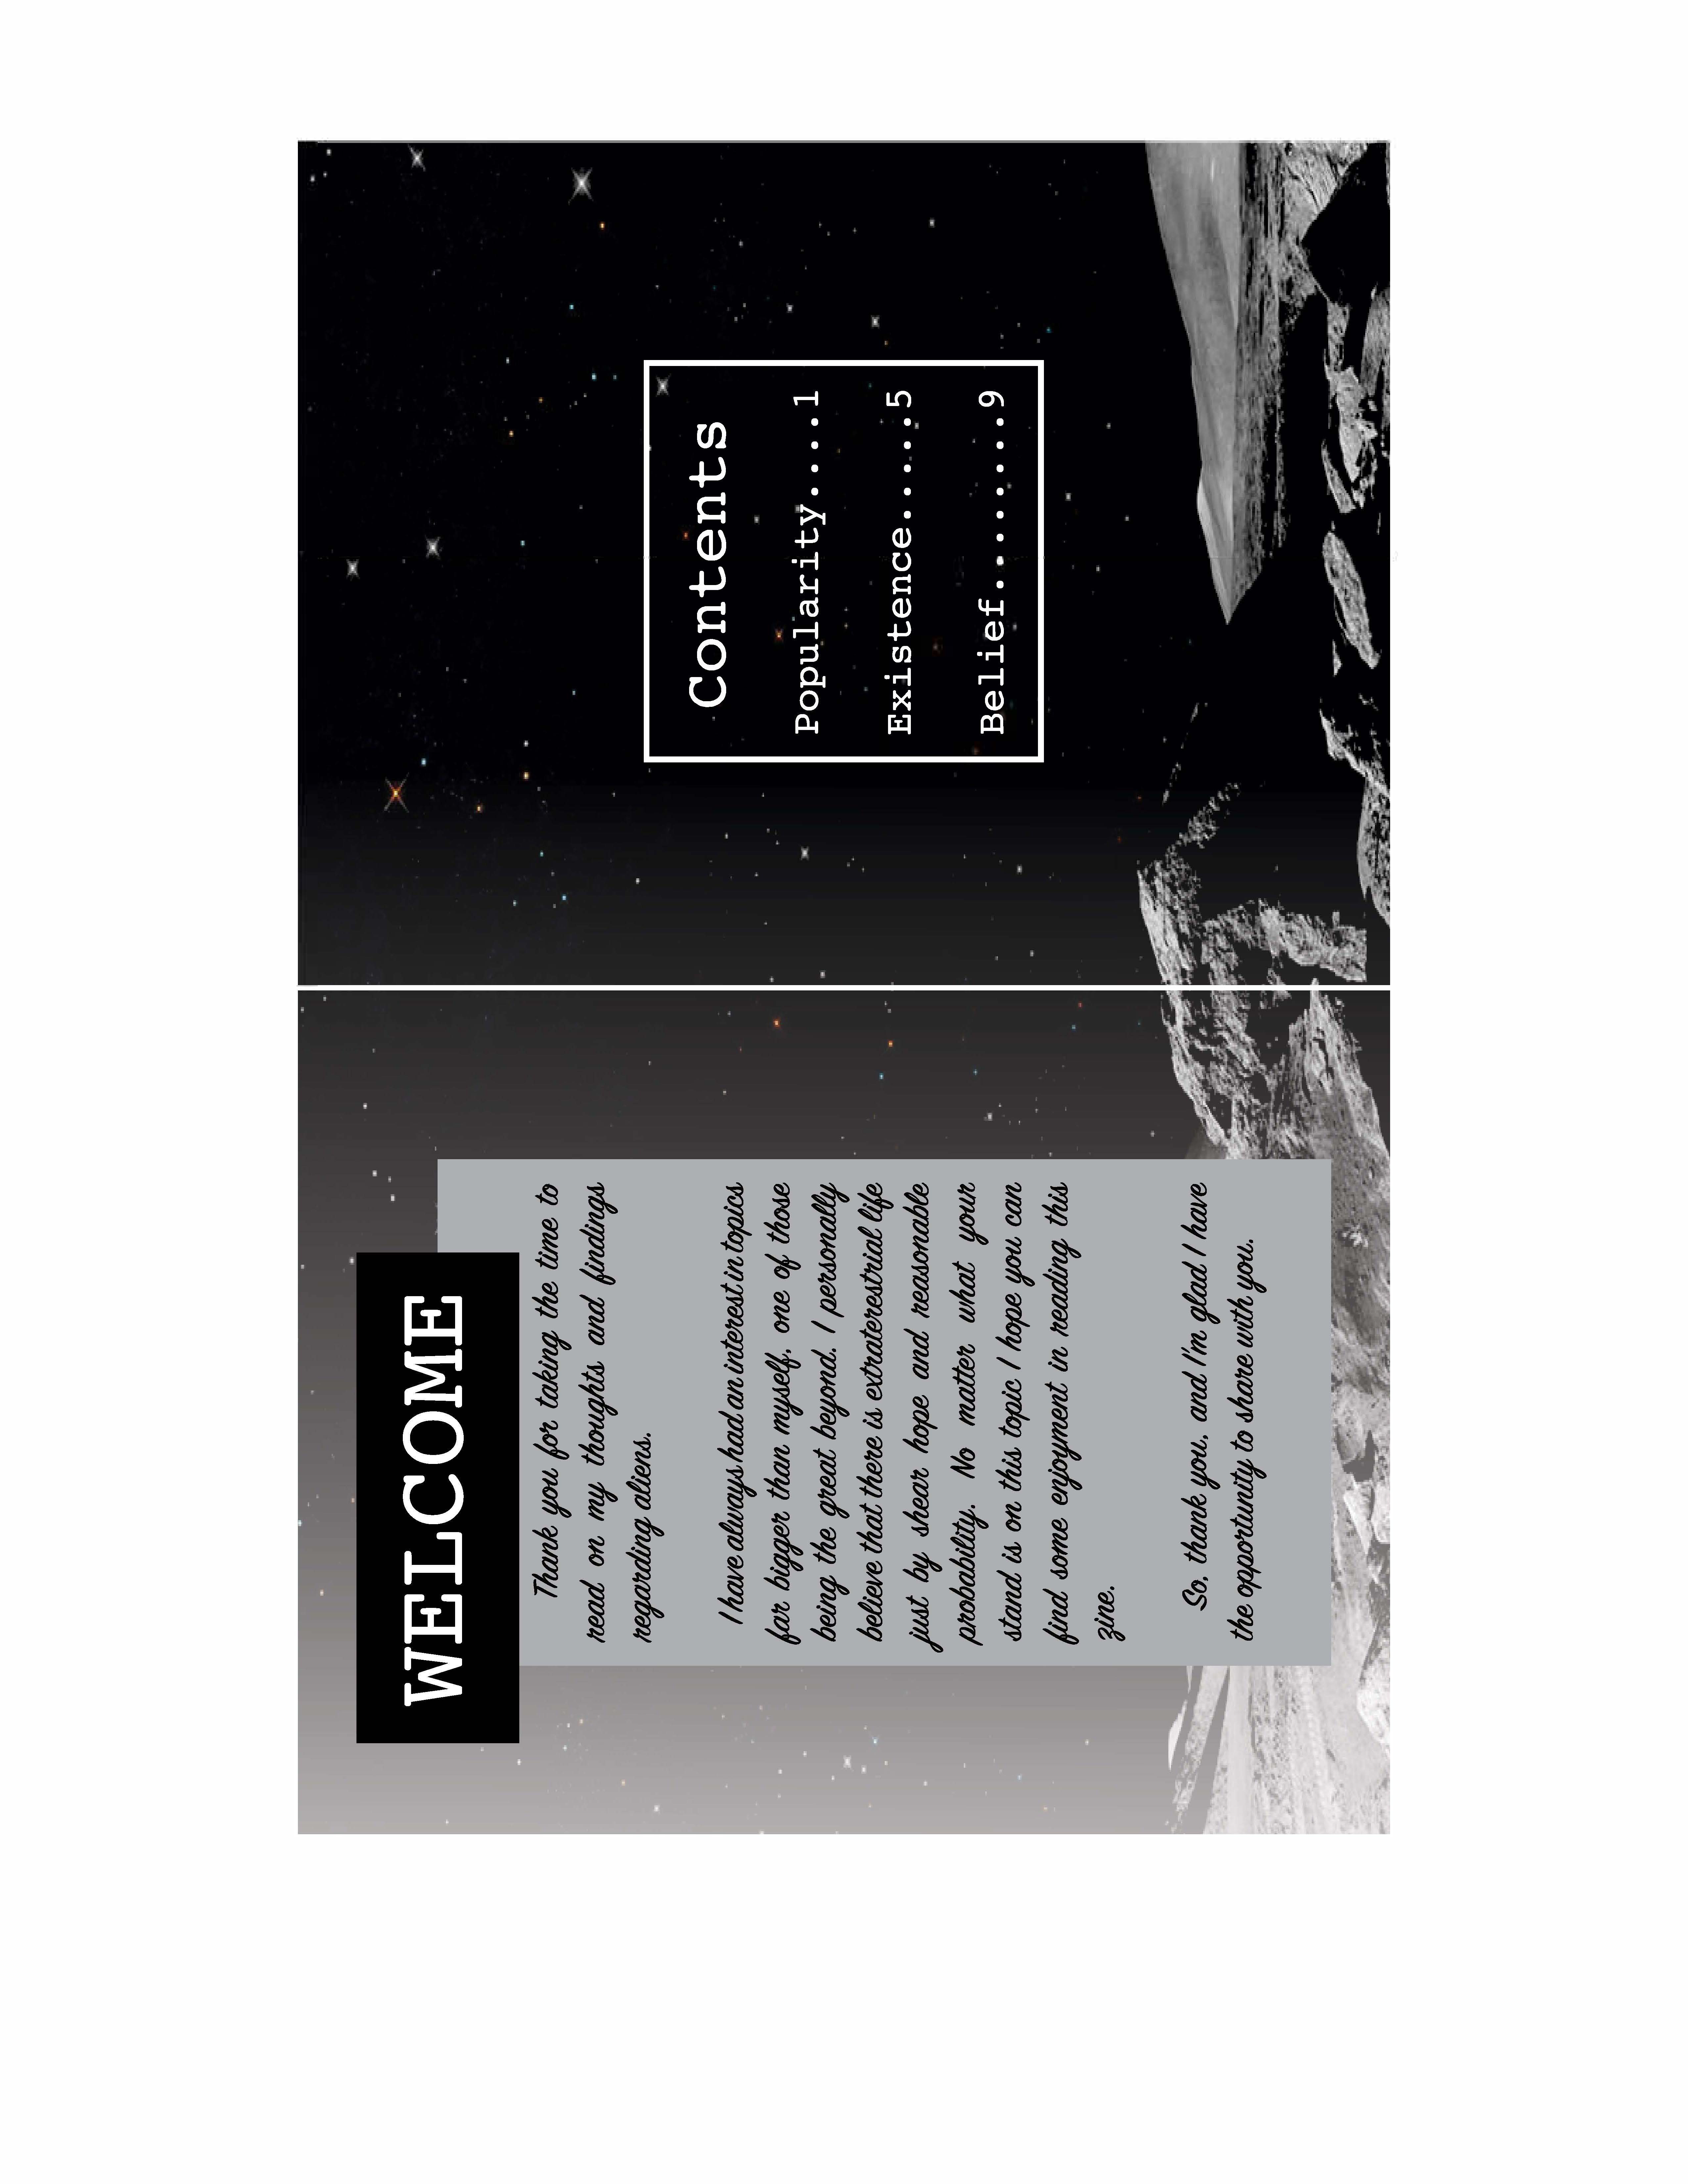 WELCOME
Thank you for taking the time to
read on my thoughts and findings
regarding aliens.
I have always had an interest in topics
far bigger than myself, one of those
being the great beyond. I personally
believe that there is extraterestrial life
just by shear hope and reasonable
probability. No matter what your
stand is on this topic I hope you can
find some enjoyment in reading this
zine.
So, thank you, and I'm glad I have
the opportunity to share with you.
Contents
Popularity....1
Existence.....5
Belief........9